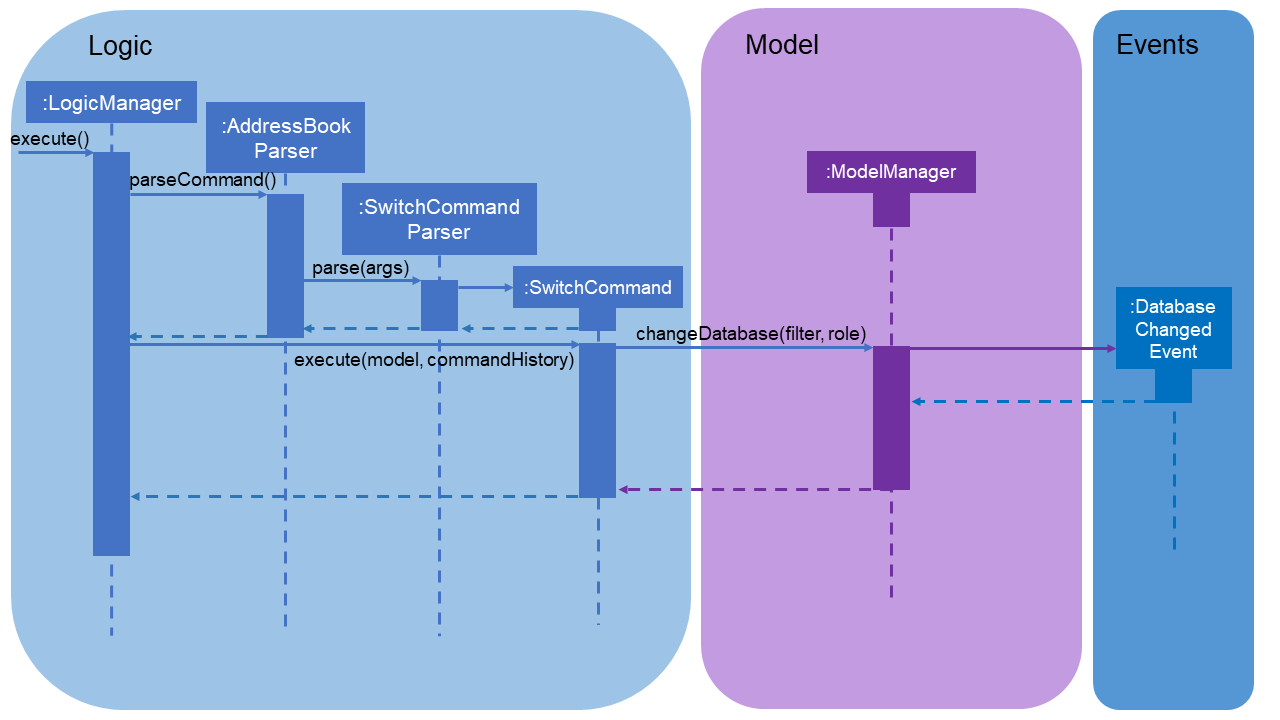 Logic
Model
Events
:LogicManager
:AddressBook
Parser
execute()
parseCommand()
:ModelManager
:SwitchCommand
Parser
parse(args)
:SwitchCommand
:Database
Changed
Event
changeDatabase(filter, role)
execute(model, commandHistory)